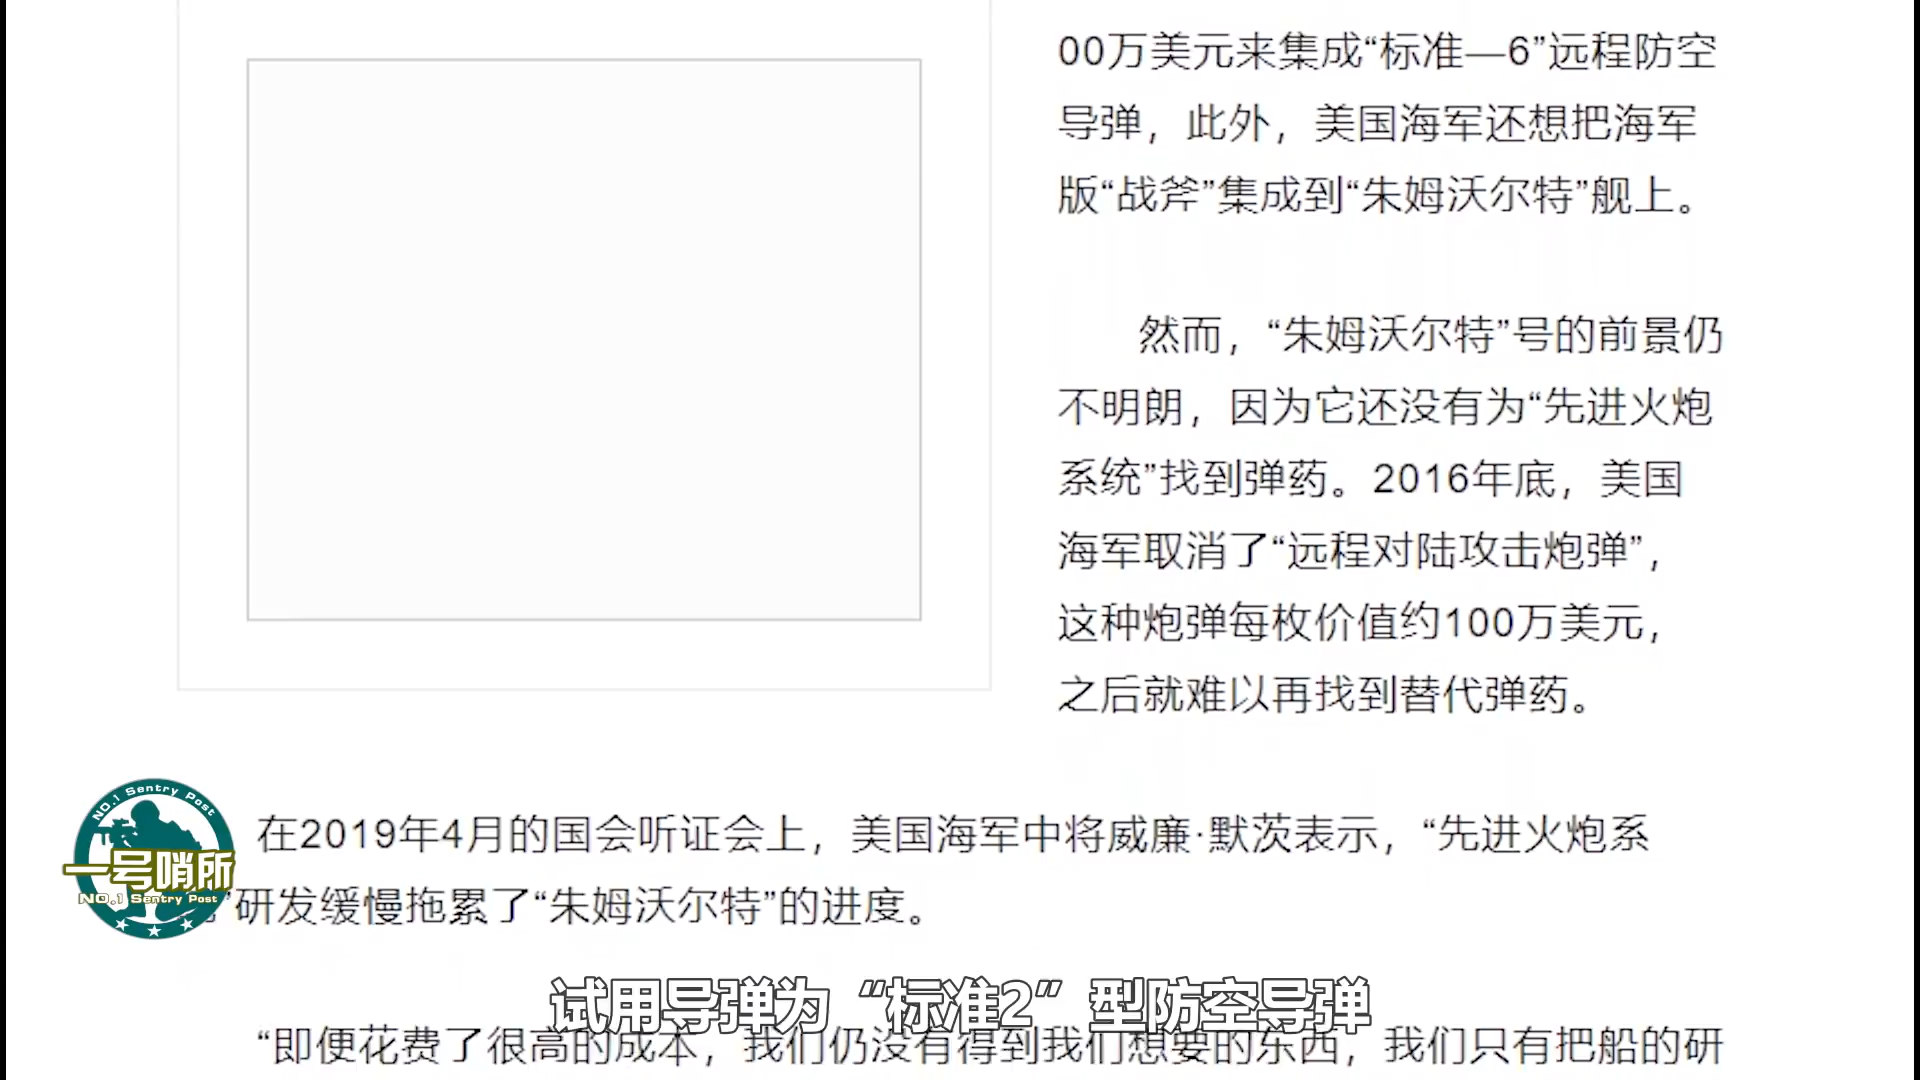 00万美元来集成“标准—6”远程防空
导弹，此外，美国海军还想把海军
版“战斧”集成到“朱姆沃尔特”舰上。
然而，“朱姆沃尔特”号的前景仍
不明朗，因为它还没有为“先进火炮
系统”找到弹药。2016年底，美国
海军取消了“远程对陆攻击炮弹”，
这种炮弹每枚价值约100万美元，
之后就难以再找到替代弹药。
在2019年4月的国会听证会上，美国海军中将威廉·默茨表示，“先进火炮系
”研发缓慢拖累了“朱姆沃尔特”的进度。
NO.1 Sentry Post
一号哨所
NO.1 Sentry Post
试用导弹为“标准2”型防空导弹
“即便花费了很高的成本，我们仍没有得到我们想要的东西，我们只有把船的研